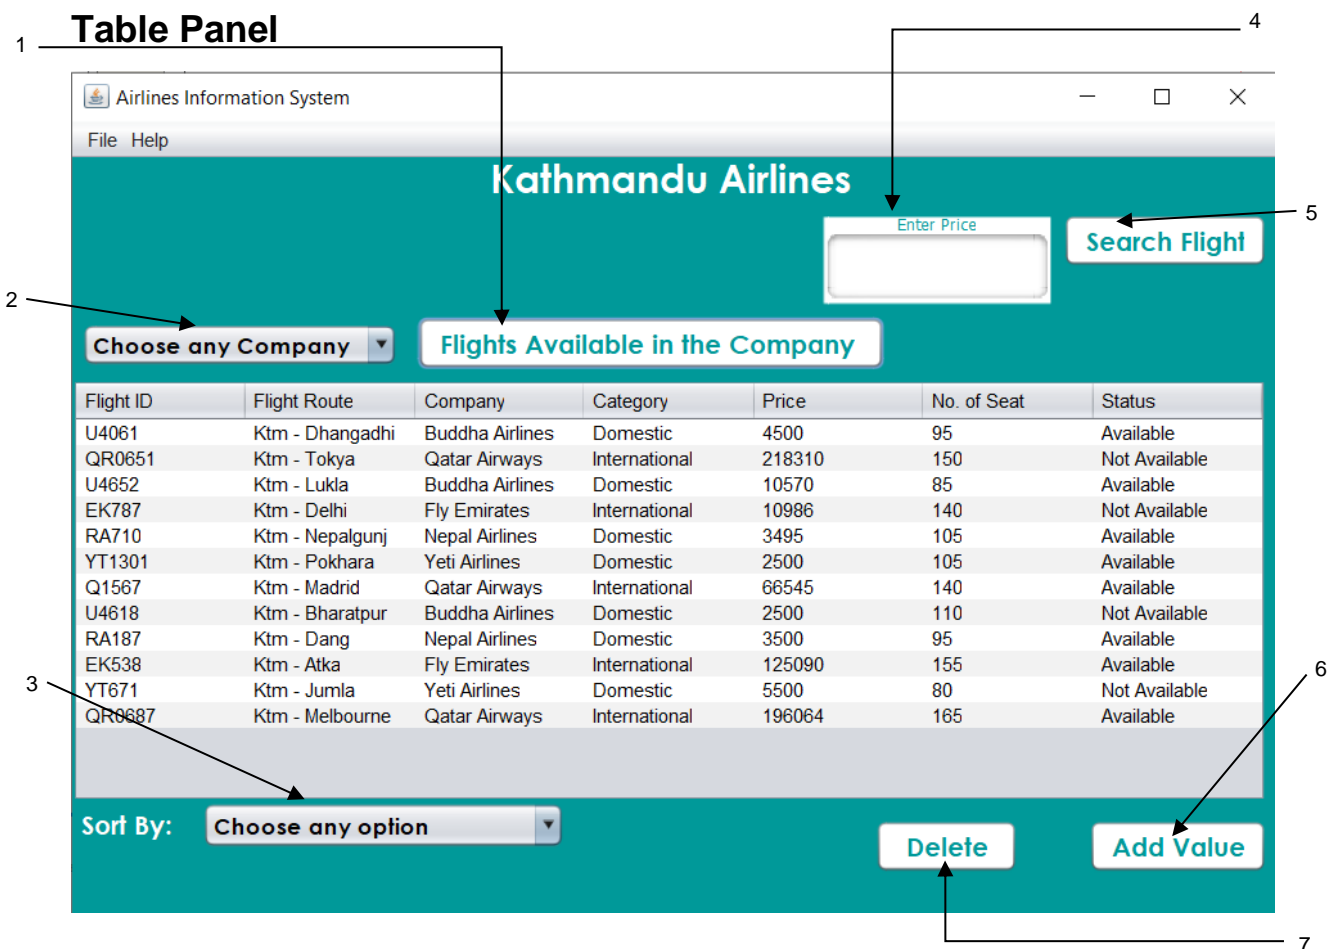 Table Panel
1
4
Airlines Information System
File Help
Kathmandu Airlines
Enter Price
Search Flight
5
2
Choose any Company
Flights Available in the Company
Flight ID Flight Route Company Category Price No. of Seat Status
U4061 Ktm - Dhangadhi Buddha Airlines Domestic 4500 95 Available
QR0651 Ktm - Tokya Qatar Airways International 218310 150 Not Available
U4652 Ktm - Lukla Buddha Airlines Domestic 10570 85 Available
EK787 Ktm - Delhi Fly Emirates International 10986 140 Not Available
RA710 Ktm - Nepalgunj Nepal Airlines Domestic 3495 105 Available
YT1301 Ktm - Pokhara Yeti Airlines Domestic 2500 105 Available
Q1567 Ktm - Madrid Qatar Airways International 66545 140 Available
U4618 Ktm - Bharatpur Buddha Airlines Domestic 2500 110 Not Available
RA187 Ktm - Dang Nepal Airlines Domestic 3500 95 Available
EK538 Ktm - Atka Fly Emirates International 125090 155 Available
3
6
YT671 Ktm - Jumla Yeti Airlines Domestic 5500 80 Not Available
QR0687 Ktm - Melbourne Qatar Airways International 196064 165 Available
Sort By: Choose any option
Delete
Add Value
7